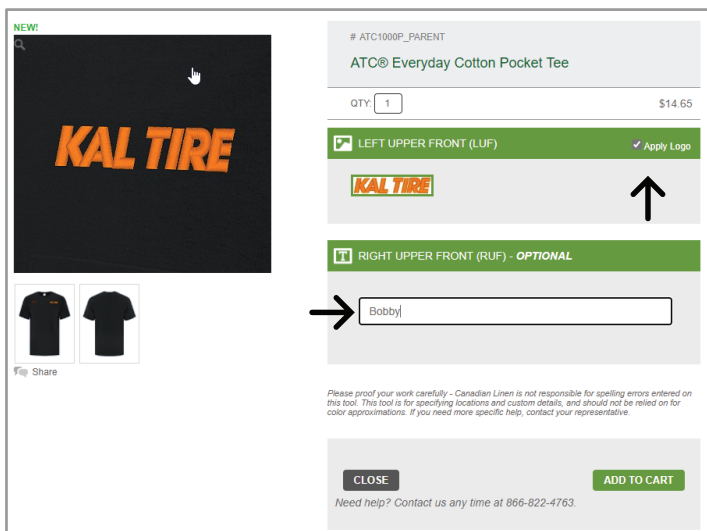 NEW!
KAL TIRE
Share
# ATC1000P_PARENT
ATC® Everyday Cotton Pocket Tee
QTY: 1 $14.65
LEFT UPPER FRONT (LUF) Apply Logo
KAL TIRE
T RIGHT UPPER FRONT (RUF) - OPTIONAL
Bobby
Please proof your work carefully - Canadian Linen is not responsible for spelling errors entered on
this tool. This tool is for specifying locations and custom details, and should not be relied on for
color approximations. If you need more specific help, contact your representative.
CLOSE ADD TO CART
Need help? Contact us any time at 866-822-4763.